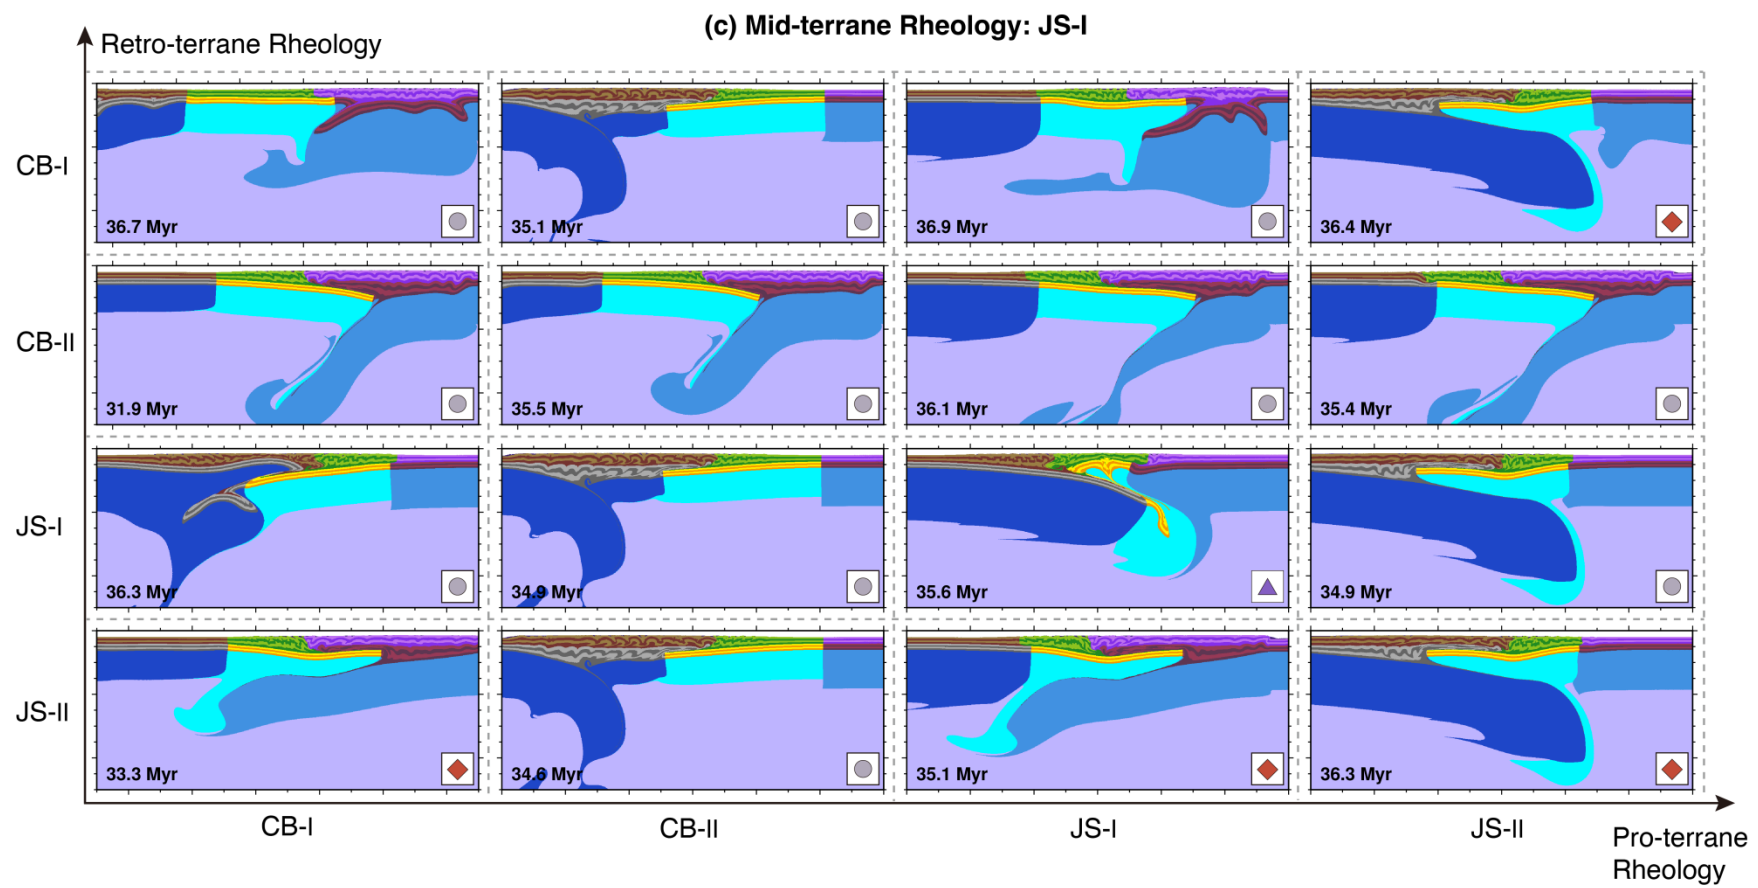 (c) Mid-terrane Rheology: JS-I
Retro-terrane Rheology
CB-I
36.7 Myr
35.1 Myr
36.9 Myr
36.4 Myr
CB-II
31.9 Myr
35.5 Myr
36.1 Myr
35.4 Myr
JS-I
36.3 Myr
34.9 Myr
35.6 Myr
34.9 Myr
JS-II
33.3 Myr
34.6 Myr
35.1 Myr
36.3 Myr
CB-I
CB-II
JS-I
JS-II
Pro-terrane
Rheology